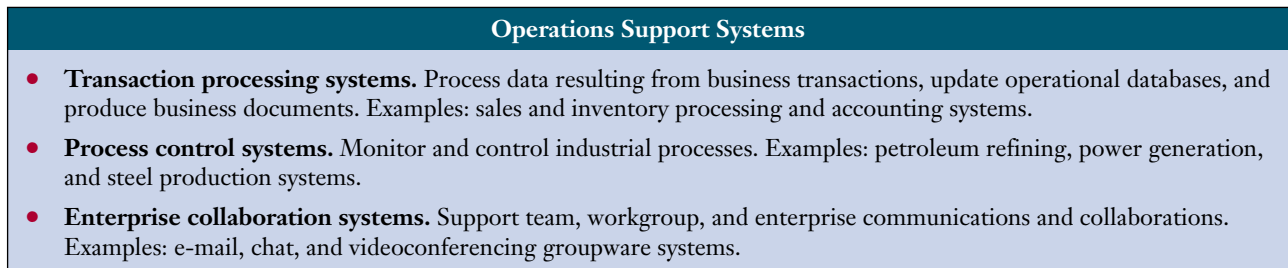 Operations Support Systems
• Transaction processing systems. Process data resulting from business transactions, update operational databases, and
produce business documents. Examples: sales and inventory processing and accounting systems.
• Process control systems. Monitor and control industrial processes. Examples: petroleum refining, power generation,
and steel production systems.
• Enterprise collaboration systems. Support team, workgroup, and enterprise communications and collaborations.
Examples: e-mail, chat, and videoconferencing groupware systems.